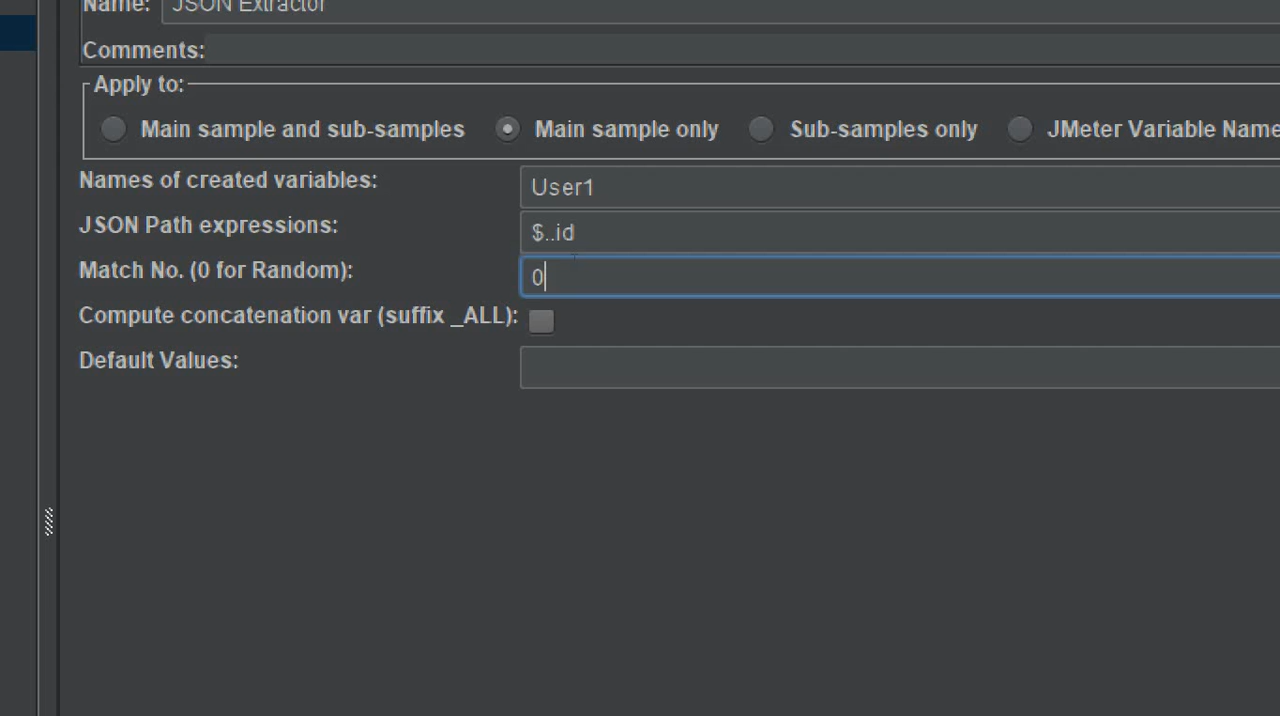 Name: JSON Extractor
Comments:
Apply to:
Main sample and sub-samples Main sample only Sub-samples only JMeter Variable Name
Names of created variables: User1
JSON Path expressions: $..id
Match No. (0 for Random): 0
Compute concatenation var (suffix _ALL):
Default Values: